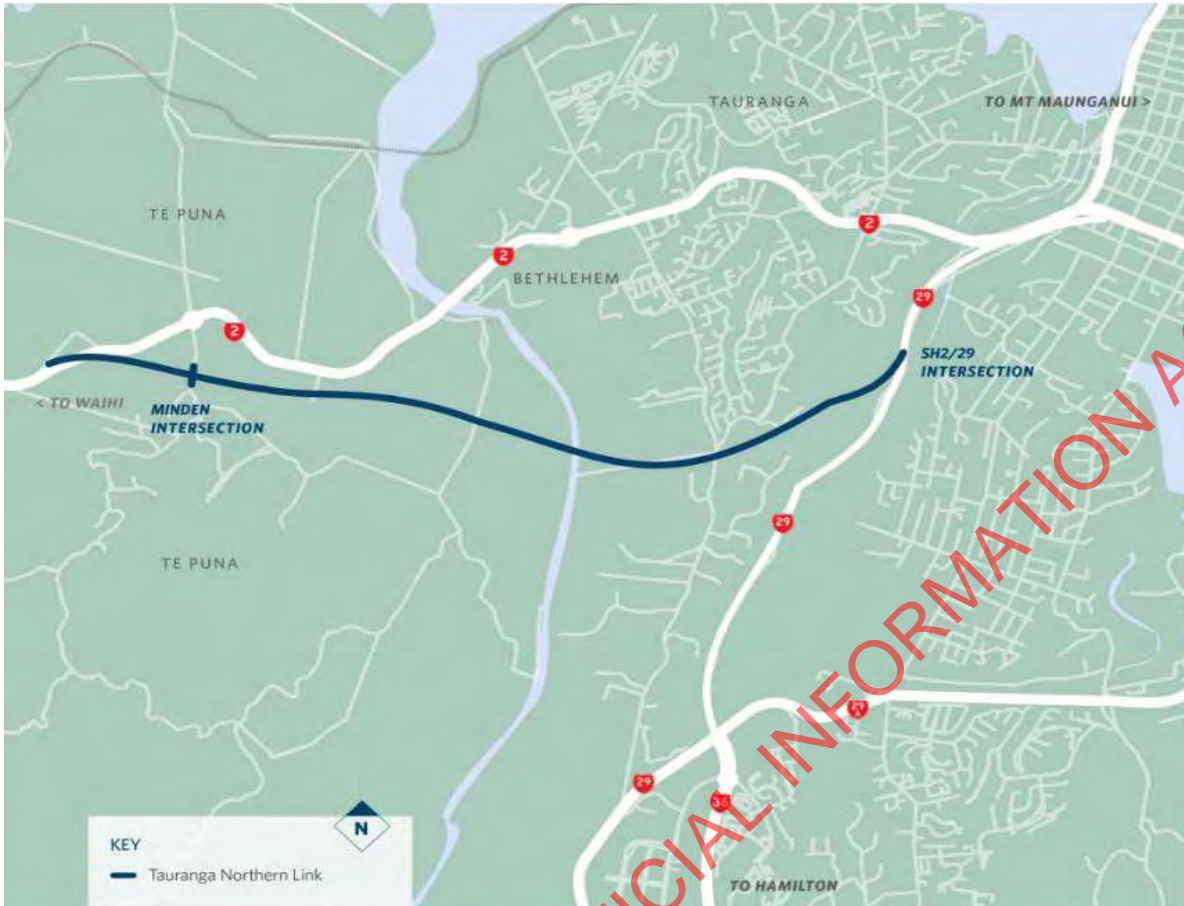 TAURANGA
TO MT MAUNGANUI >
TE PUNA
2
2
BETHLEHEM
29
2
SH2/29
INTERSECTION
< TO WAIHI
MINDEN
INTERSECTION
29
TE PUNA
29
A
29
36
N
KEY
Tauranga Northern Link
TO HAMILTON
CIAL INFORMATION A